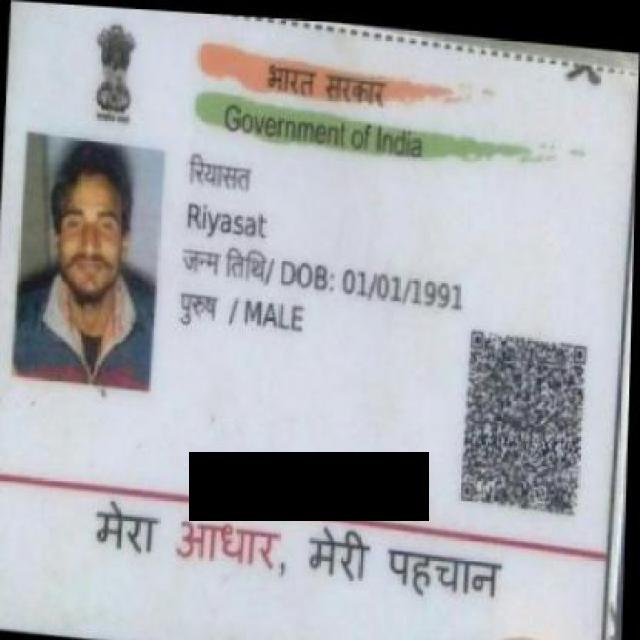 भारत सरकार
Government of India
रियासत
Riyasat
जन्म तिथि/ DOB: 01/01/1991
पुरुष / MALE
मेरा आधार, मेरी पहचान